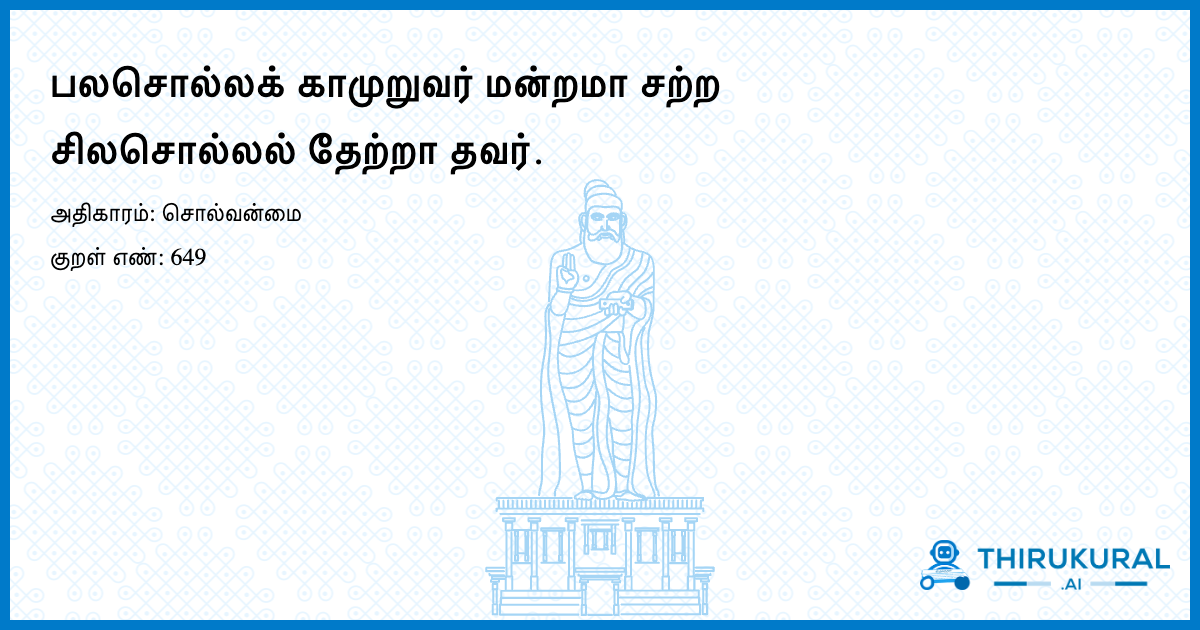 பலசொல்லக் காமுறுவர் மன்றமா சற்ற
சிலசொல்லல் தேற்றா தவர்.
அதிகாரம்: சொல்வன்மை
குறள் எண்: 649
THIRUKURAL
.AI